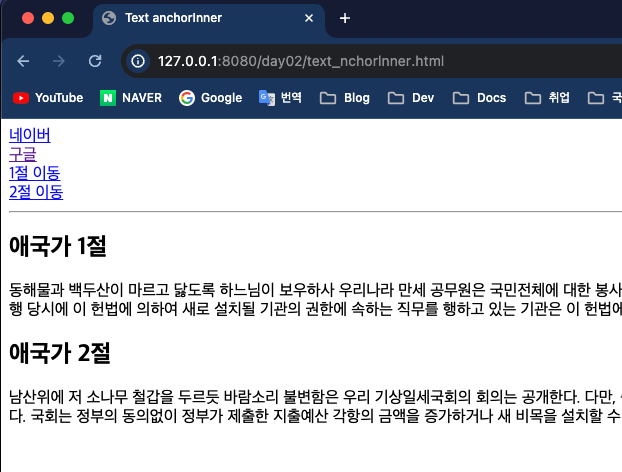 Text anchorInner
127.0.0.1:8080/day02/text_nchorInner.html
YouTube NAVER Google 번역 Blog Dev Docs 취업
네이버
구글
1절 이동
2절 이동
애국가 1절
동해물과 백두산이 마르고 닳도록 하느님이 보우하사 우리나라 만세 공무원은 국민전체에 대한 봉사
행 당시에 이 헌법에 의하여 새로 설치될 기관의 권한에 속하는 직무를 행하고 있는 기관은 이 헌법에
애국가 2절
남산위에 저 소나무 철갑을 두르듯 바람소리 불변함은 우리 기상일세국회의 회의는 공개한다. 다만,
다. 국회는 정부의 동의없이 정부가 제출한 지출예산 각항의 금액을 증가하거나 새 비목을 설치할 수